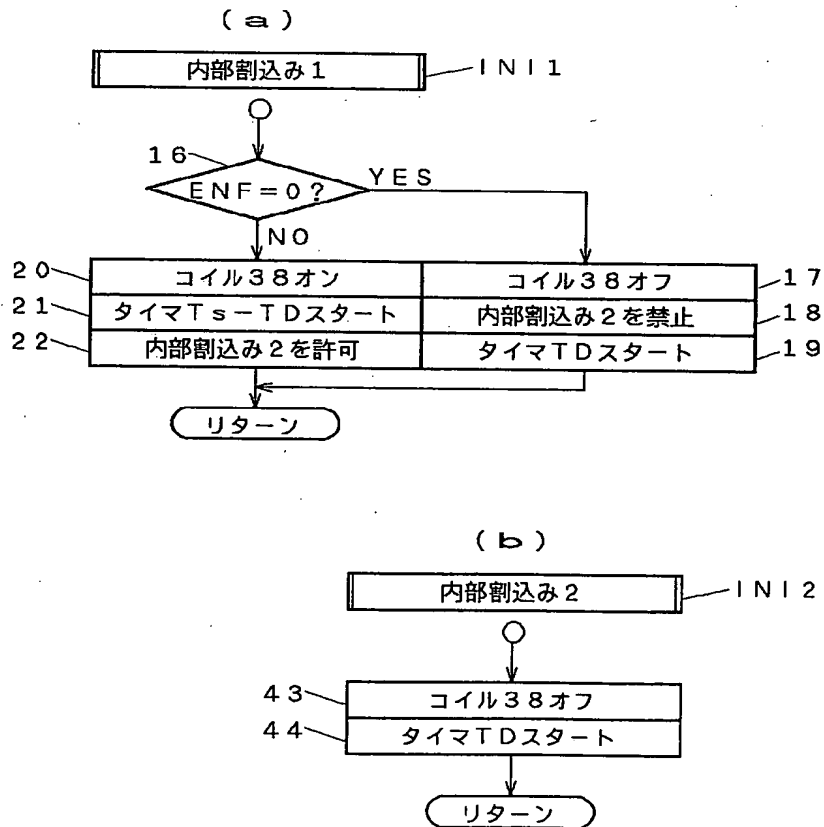 (a)
内部割込み1 INI1
16
ENF=0? YES
NO
20 コイル38オン コイル38オフ 17
21 タイマTs-TDスタート 内部割込み2を禁止 18
22 内部割込み2を許可 タイマTDスタート 19
リターン
(b)
内部割込み2 INI2
43 コイル38オフ
44 タイマTDスタート
リターン